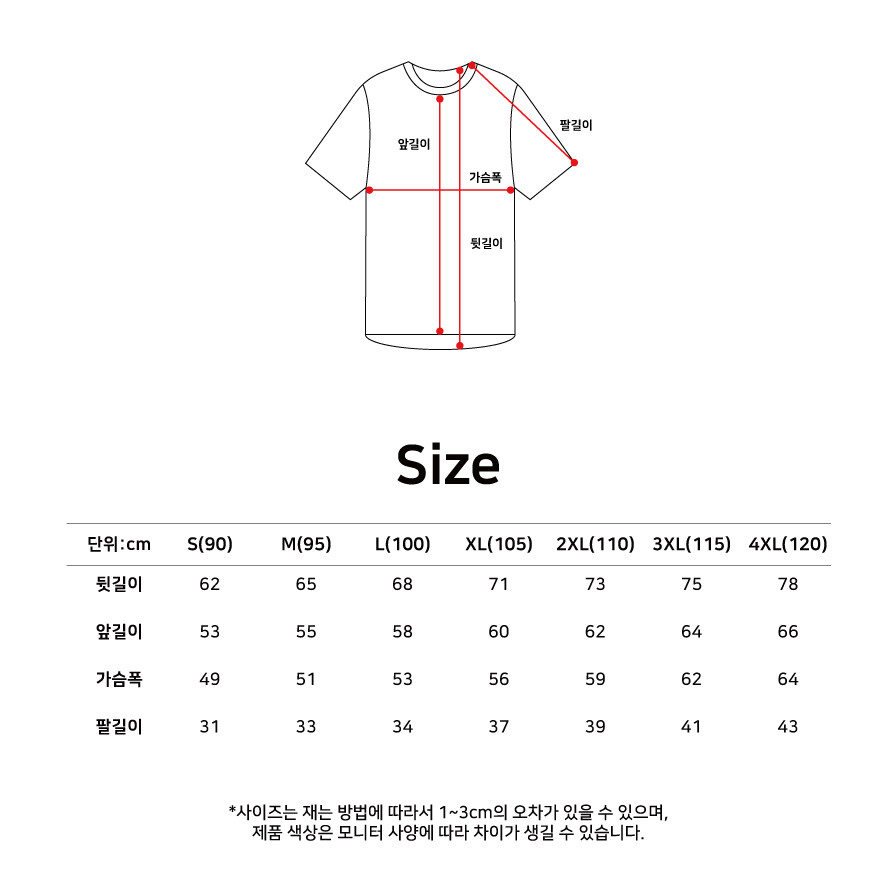 팔길이
앞길이
가슴폭
뒷길이
Size
단위:cm S(90) M(95) L(100) XL(105) 2XL(110) 3XL(115) 4XL(120)
뒷길이 62 65 68 71 73 75 78
앞길이 53 55 58 60 62 64 66
가슴폭 49 51 53 56 59 62 64
팔길이 31 33 34 37 39 41 43
*사이즈는 재는 방법에 따라서 1~3cm의 오차가 있을 수 있으며,
제품 색상은 모니터 사양에 따라 차이가 생길 수 있습니다.